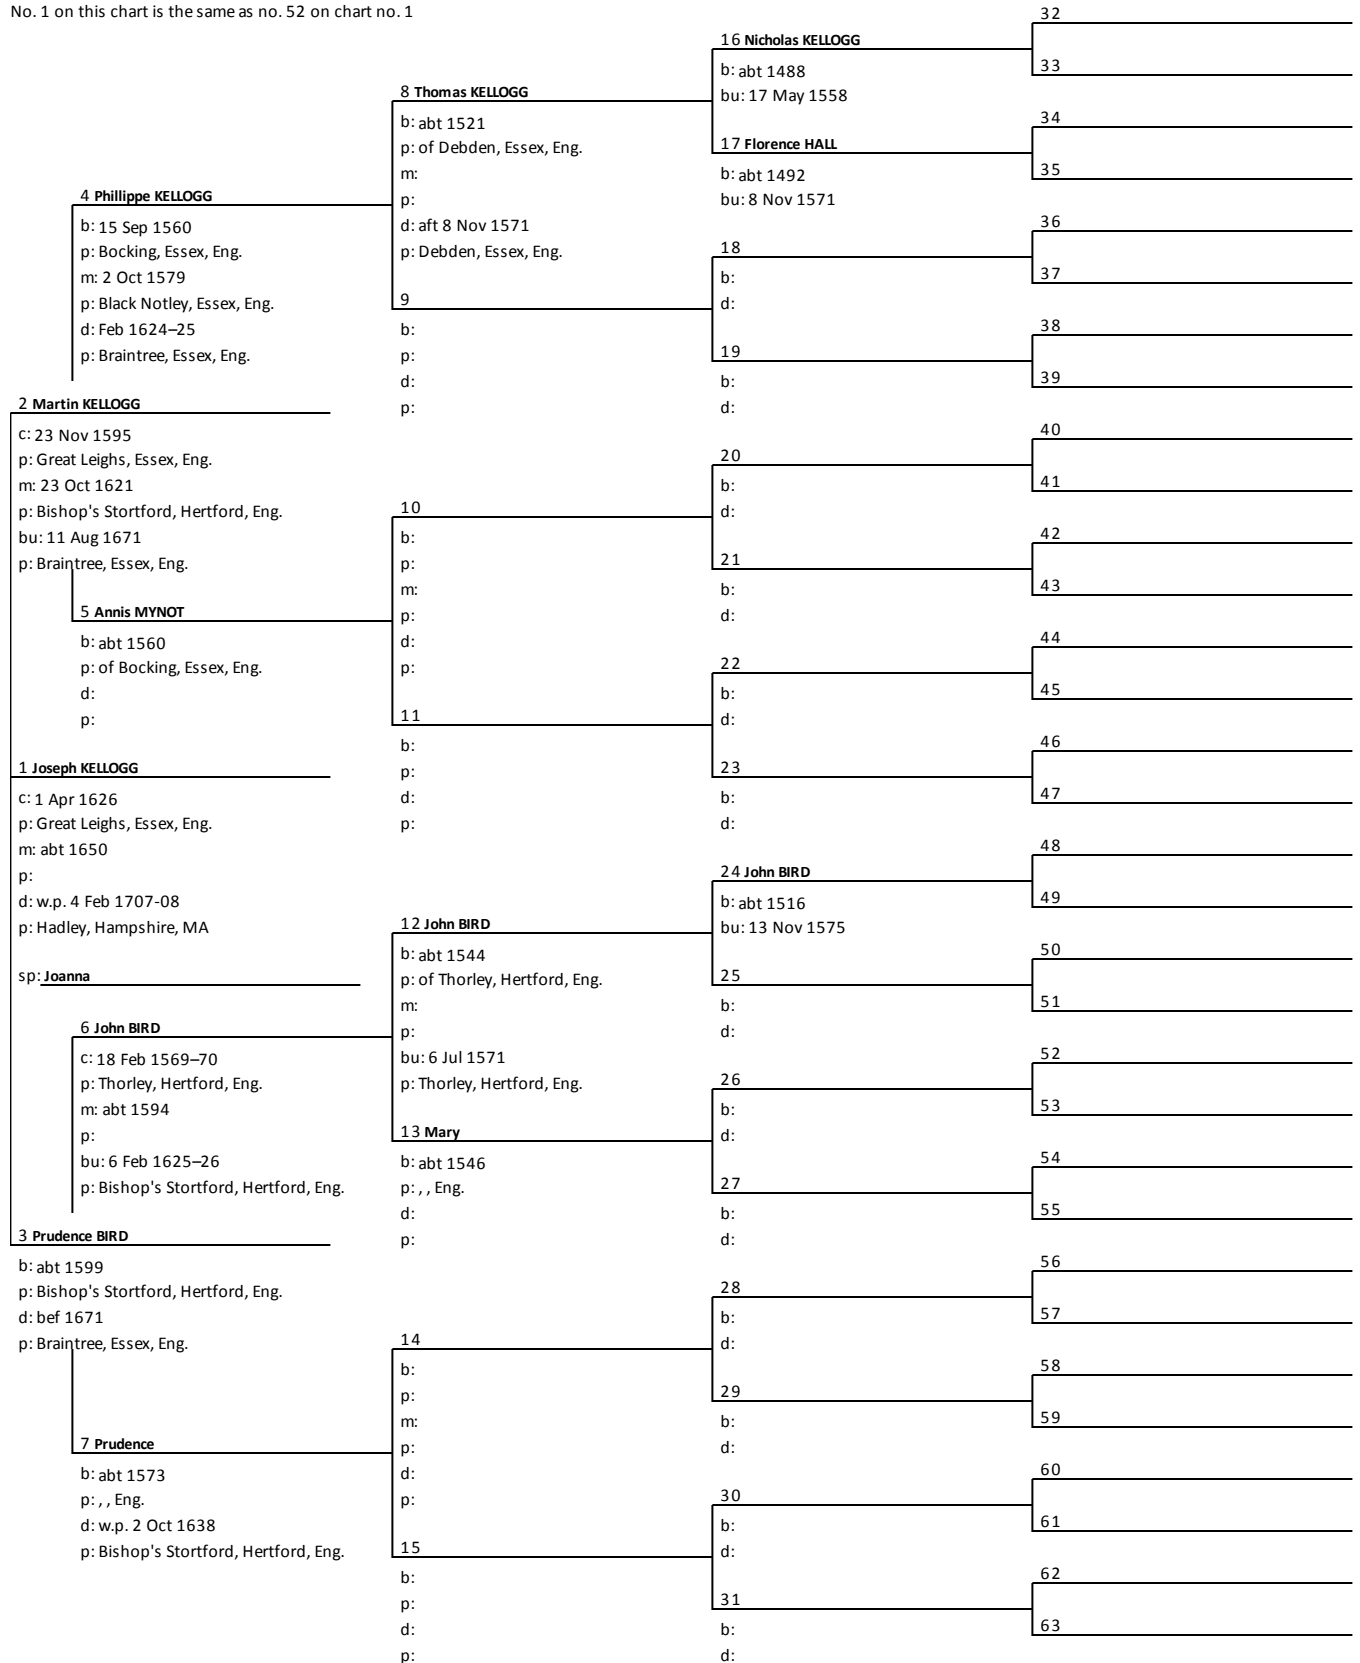 No. 1 on this chart is the same as no. 52 on chart no. 1
2 Martin KELLOGG
c: 23 Nov 1595
p: Great Leighs, Essex, Eng.
m: 23 Oct 1621
p: Bishop's Stortford, Hertford, Eng.
bu: 11 Aug 1671
p: Braintree, Essex, Eng.
1 Joseph KELLOGG
c: 1 Apr 1626
p: Great Leighs, Essex, Eng.
m: abt 1650
p:
d: w.p. 4 Feb 1707-08
p: Hadley, Hampshire, MA
sp: Joanna
3 Prudence BIRD
b: abt 1599
p: Bishop's Stortford, Hertford, Eng.
d: bef 1671
p: Braintree, Essex, Eng.
4 Phillippe KELLOGG
b: 15 Sep 1560
p: Bocking, Essex, Eng.
m: 2 Oct 1579
p: Black Notley, Essex, Eng.
d: Feb 1624–25
p: Braintree, Essex, Eng.
5 Annis MYNOT
b: abt 1560
p: of Bocking, Essex, Eng.
d:
p:
6 John BIRD
c: 18 Feb 1569–70
p: Thorley, Hertford, Eng.
m: abt 1594
p:
bu: 6 Feb 1625–26
p: Bishop's Stortford, Hertford, Eng.
7 Prudence
b: abt 1573
p: , , Eng.
d: w.p. 2 Oct 1638
p: Bishop's Stortford, Hertford, Eng.
8 Thomas KELLOGG
b: abt 1521
p: of Debden, Essex, Eng.
m:
p:
d: aft 8 Nov 1571
p: Debden, Essex, Eng.
9
b:
p:
d:
p:
10
b:
p:
m:
p:
d:
p:
11
b:
p:
d:
p:
12 John BIRD
b: abt 1544
p: of Thorley, Hertford, Eng.
m:
p:
bu: 6 Jul 1571
p: Thorley, Hertford, Eng.
13 Mary
b: abt 1546
p: , , Eng.
d:
p:
14
b:
p:
m:
p:
d:
p:
15
b:
p:
d:
p:
16 Nicholas KELLOGG
b: abt 1488
bu: 17 May 1558
17 Florence HALL
b: abt 1492
bu: 8 Nov 1571
18
b:
d:
19
b:
d:
20
b:
d:
21
b:
d:
22
b:
d:
23
b:
d:
24 John BIRD
b: abt 1516
bu: 13 Nov 1575
25
b:
d:
26
b:
d:
27
b:
d:
28
b:
d:
29
b:
d:
30
b:
d:
31
b:
d:
32
33
34
35
36
37
38
39
40
41
42
43
44
45
46
47
48
49
50
51
52
53
54
55
56
57
58
59
60
61
62
63